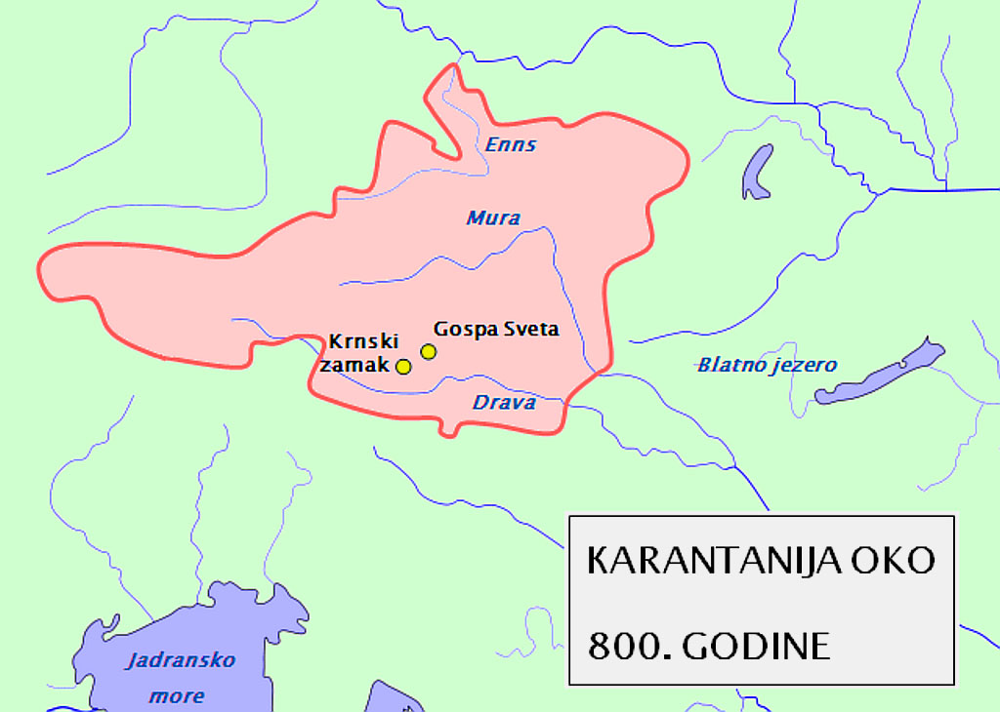 Enns
Mura
Gospa Sveta
Krnski
zamak
Blatno jezero
Drava
KARANTANIJA OKO
800. GODINE
Jadransko
more